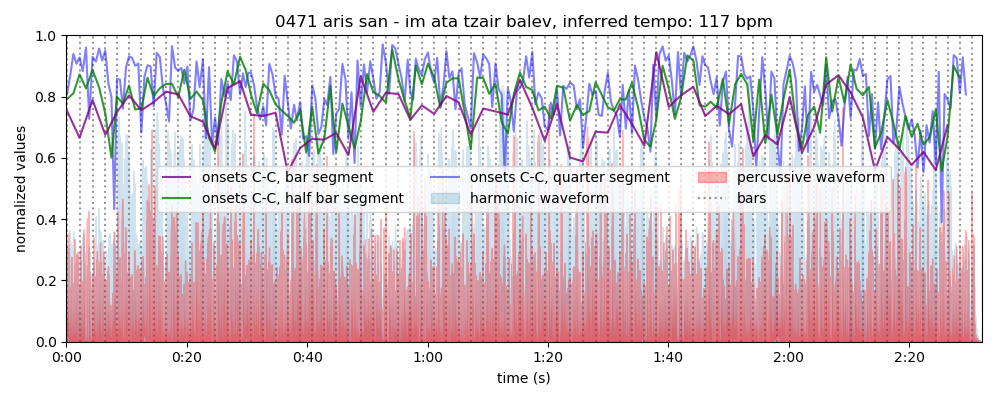 0471 aris san - im ata tzair balev, inferred tempo: 117 bpm
1.0
0.8
0.6
0.4
0.2
0.0
normalized values
onsets C-C, bar segment
onsets C-C, half bar segment
onsets C-C, quarter segment
harmonic waveform
percussive waveform
bars
0:00 0:20 0:40 1:00 1:20 1:40 2:00 2:20
time (s)